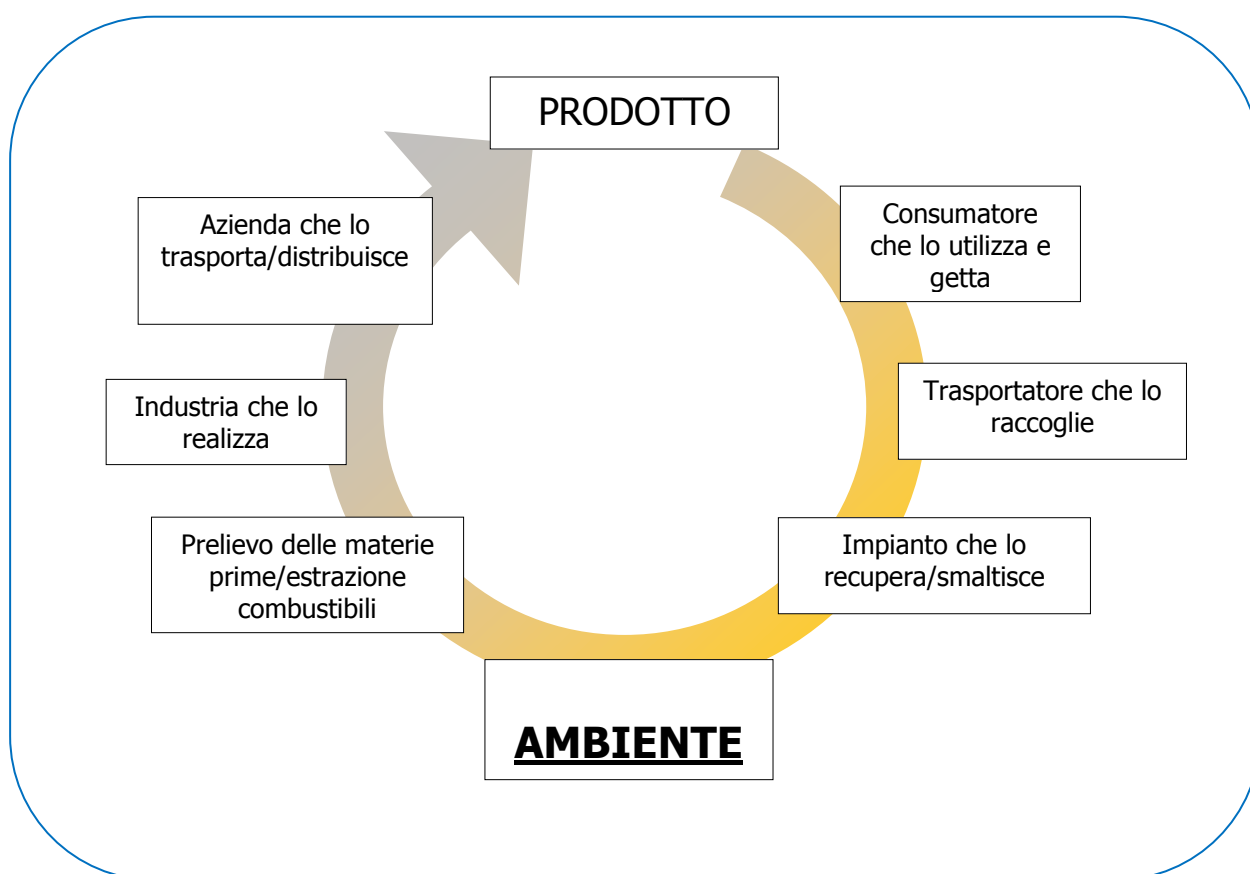 PRODOTTO
Consumatore
che lo utilizza e
getta
Trasportatore che lo
raccoglie
Impianto che lo
recupera/smaltisce
AMBIENTE
Prelievo delle materie
prime/estrazione
combustibili
Industria che lo
realizza
Azienda che lo
trasporta/distribuisce